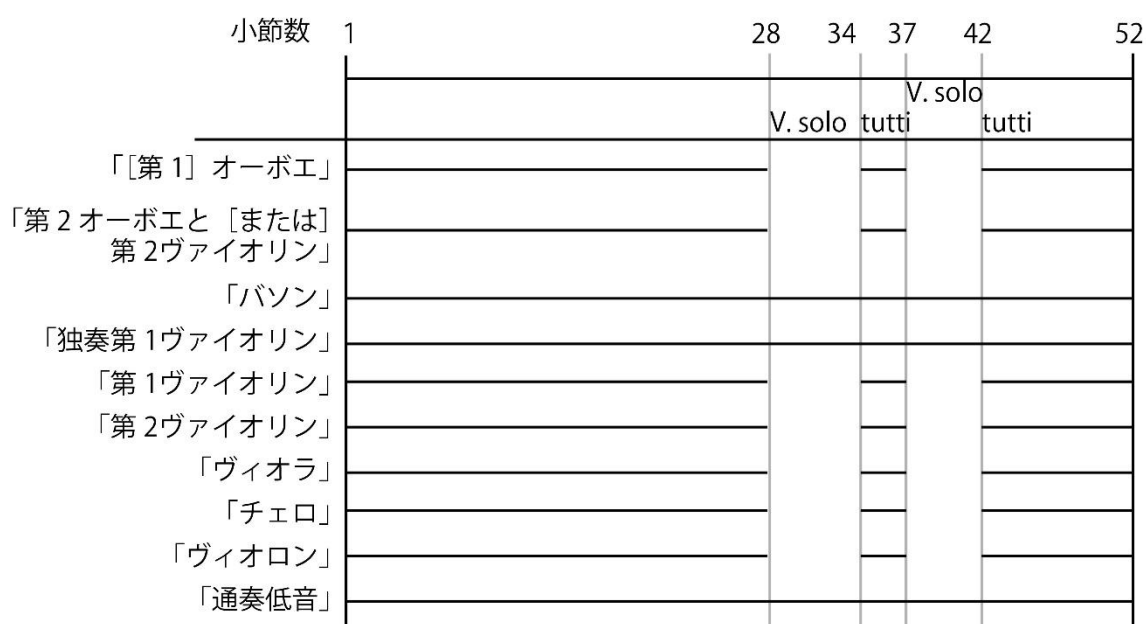 小節数 1 28 34 37 42 52
V. solo
V. solo tutti tutti
「［第 1］オーボエ」
「第 2 オーボエと［または］
第 2ヴァイオリン」
「バソン」
「独奏第 1ヴァイオリン」
「第 1ヴァイオリン」
「第 2ヴァイオリン」
「ヴィオラ」
「チェロ」
「ヴィオロン」
「通奏低音」